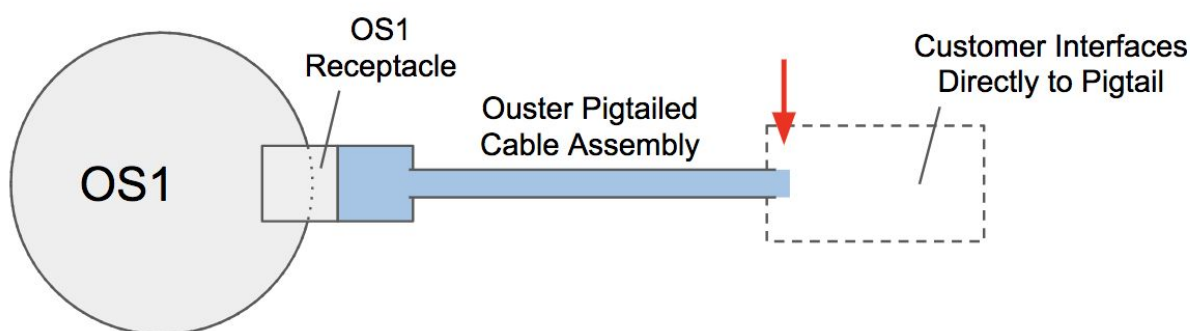 OS1
OS1
Receptacle
Ouster Pigtailed
Cable Assembly
Customer Interfaces
Directly to Pigtail